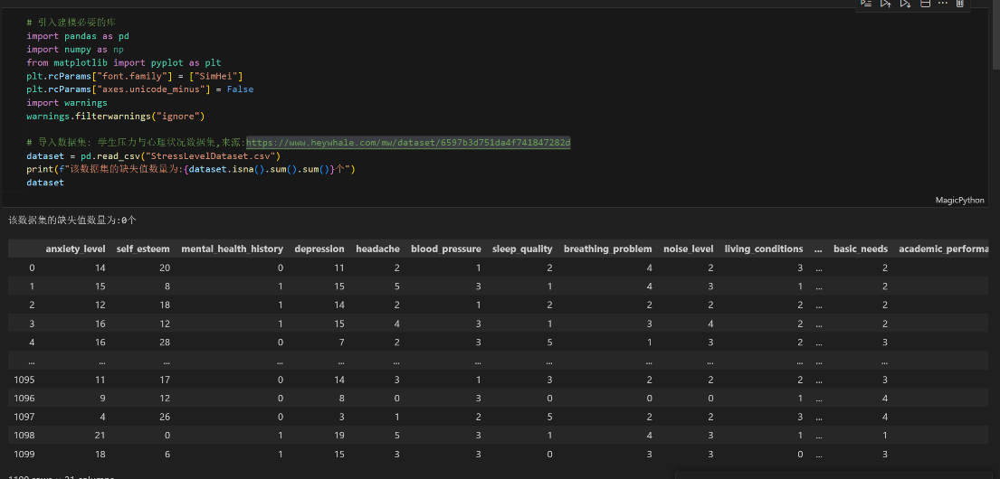 # 引入建模必要的库
import pandas as pd
import numpy as np
from matplotlib import pyplot as plt
plt.rcParams["font.family"] = ["SimHei"]
plt.rcParams["axes.unicode_minus"] = False
import warnings
warnings.filterwarnings("ignore")
# 导入数据集: 学生压力与心理状况数据集,来源:https://www.heywhale.com/mw/dataset/6597b3d751da4f741847282d
dataset = pd.read_csv("StressLevelDataset.csv")
print(f"该数据集的缺失值数量为:{dataset.isna().sum().sum()}个")
dataset
MagicPython
该数据集的缺失值数量为:0个
anxiety_level self_esteem mental_health_history depression headache blood_pressure sleep_quality breathing_problem noise_level living_conditions ... basic_needs academic_performa
0 14 20 0 11 2 1 2 4 2 3 ... 2
1 15 8 1 15 5 3 1 4 3 1 ... 2
2 12 18 1 14 2 1 2 2 2 2 ... 2
3 16 12 1 15 4 3 1 3 4 2 ... 2
4 16 28 0 7 2 3 5 1 3 2 ... 3
... ... ... ... ... ... ... ... ... ... ... ... ...
1095 11 17 0 14 3 1 3 2 2 2 ... 3
1096 9 12 0 8 0 3 0 0 0 1 ... 4
1097 4 26 0 3 1 2 5 2 2 3 ... 4
1098 21 0 1 19 5 3 1 4 3 1 ... 1
1099 18 6 1 15 3 3 0 3 3 0 ... 3
1100 rows × 21 columns